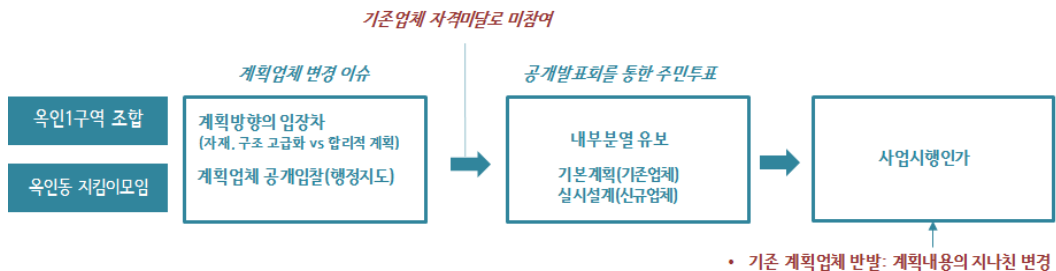 기존업체 자격미달로 미참여
계획업체 변경 이슈
공개발표회를 통한 주민투표
옥인1구역 조합
옥인동 지킴이모임
계획방향의 입장차
(자재, 구조 고급화 vs 합리적 계획)
계획업체 공개입찰(행정지도)
내부분열 유보
기본계획(기존업체)
실시설계(신규업체)
사업시행인가
• 기존 계획업체 반발: 계획내용의 지나친 변경